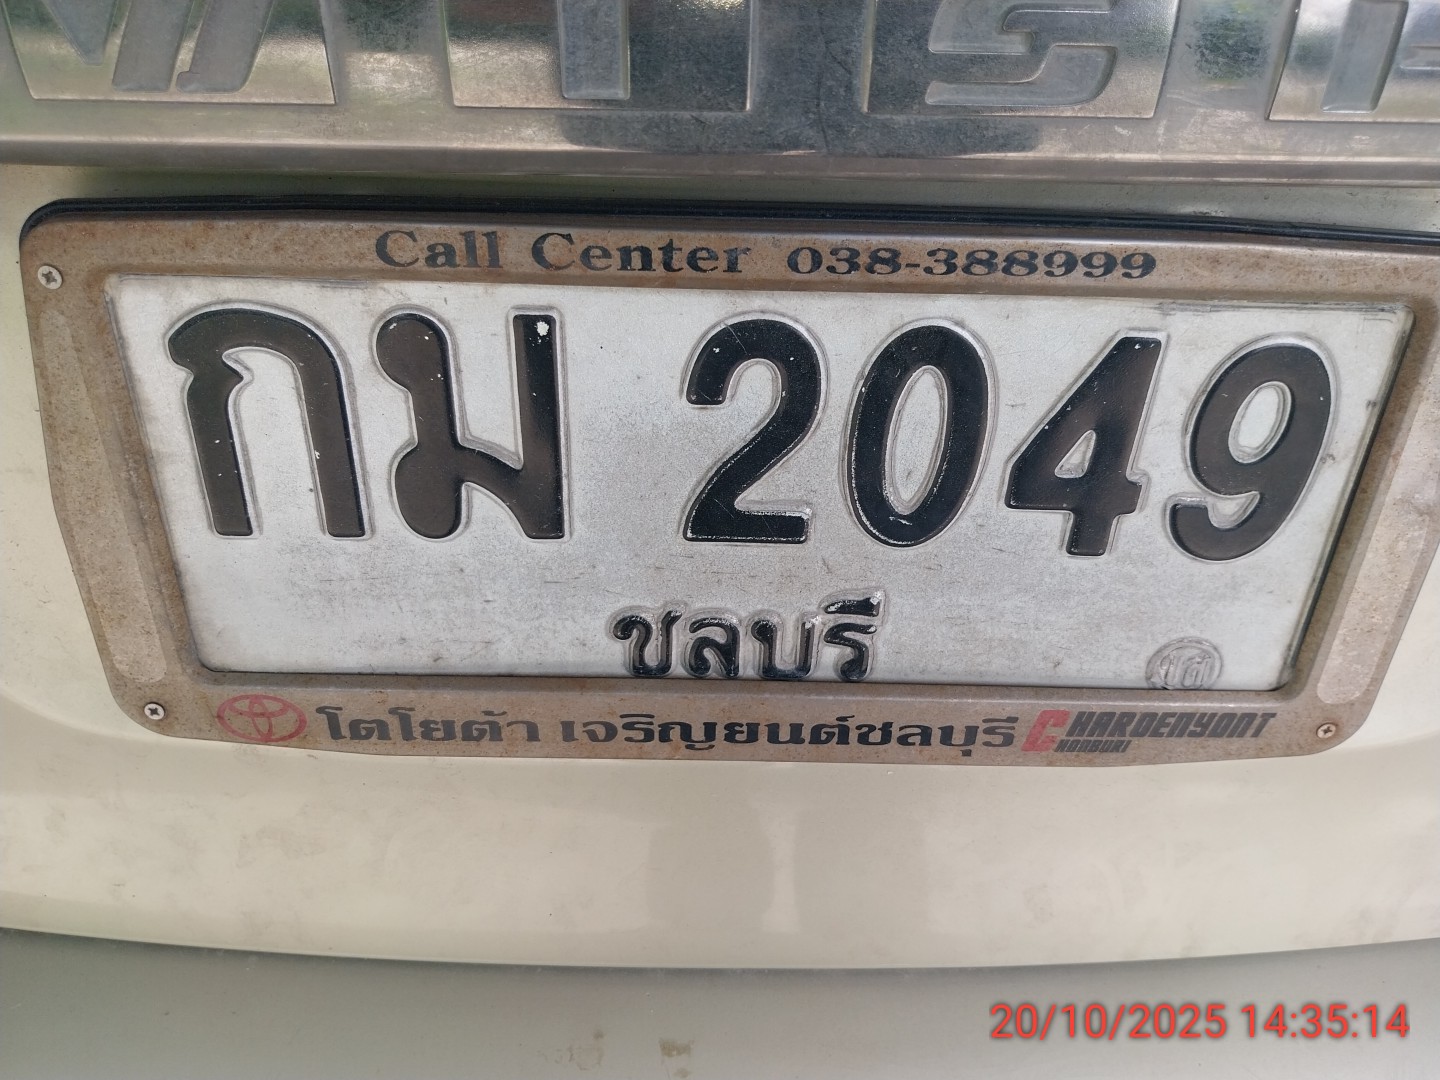 Call Center 038-388999
กม 2049
ชลบุรี
โตโยต้า เจริญยนต์ชลบุรี CHAROENYONT
CHONBURI
20/10/2025 14:35:14